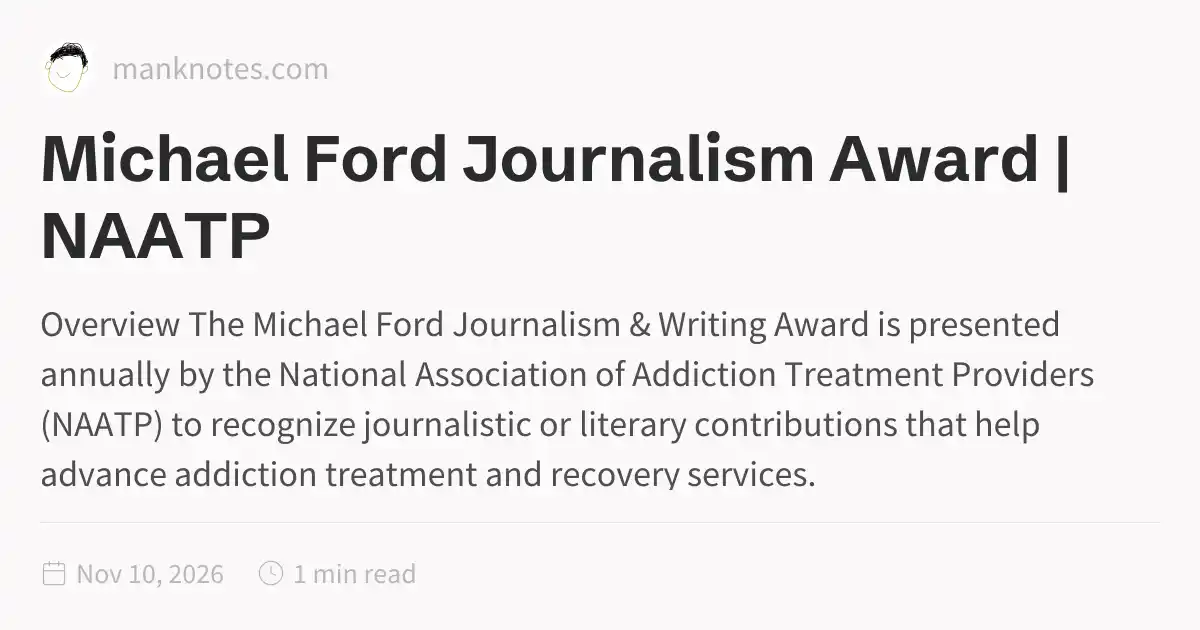 manknotes.com
Michael Ford Journalism Award |
NAATP
Overview The Michael Ford Journalism & Writing Award is presented
annually by the National Association of Addiction Treatment Providers
(NAATP) to recognize journalistic or literary contributions that help
advance addiction treatment and recovery services.
Nov 10, 2026 1 min read